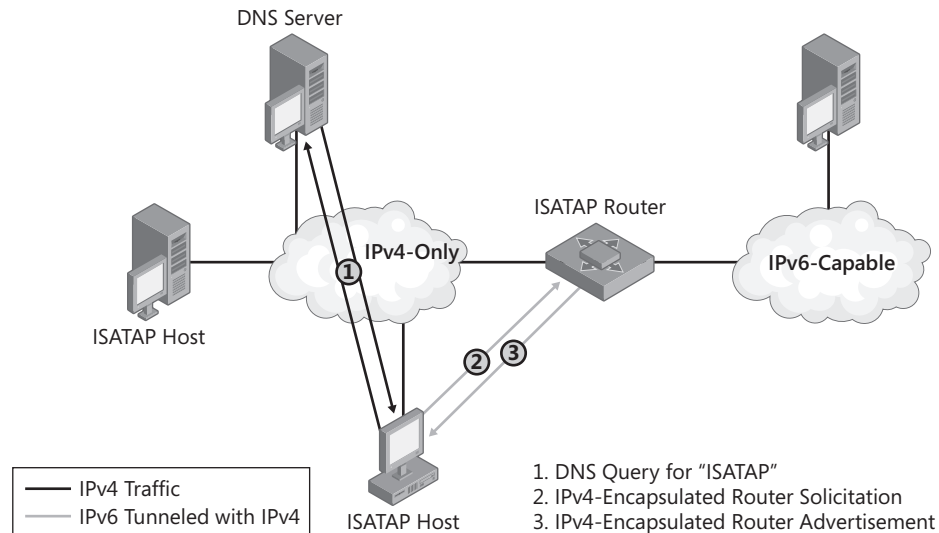 DNS Server
ISATAP Router
IPv4-Only
IPv6-Capable
1
ISATAP Host
2
3
IPv4 Traffic
IPv6 Tunneled with IPv4
ISATAP Host
1. DNS Query for “ISATAP”
2. IPv4-Encapsulated Router Solicitation
3. IPv4-Encapsulated Router Advertisement